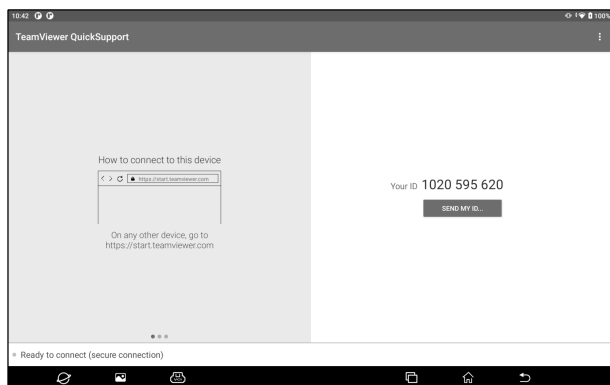 10:42
100%
TeamViewer QuickSupport
How to connect to this device
https://start.teamviewer.com
On any other device, go to
https://start.teamviewer.com
Your ID 1020 595 620
SEND MY ID...
Ready to connect (secure connection)